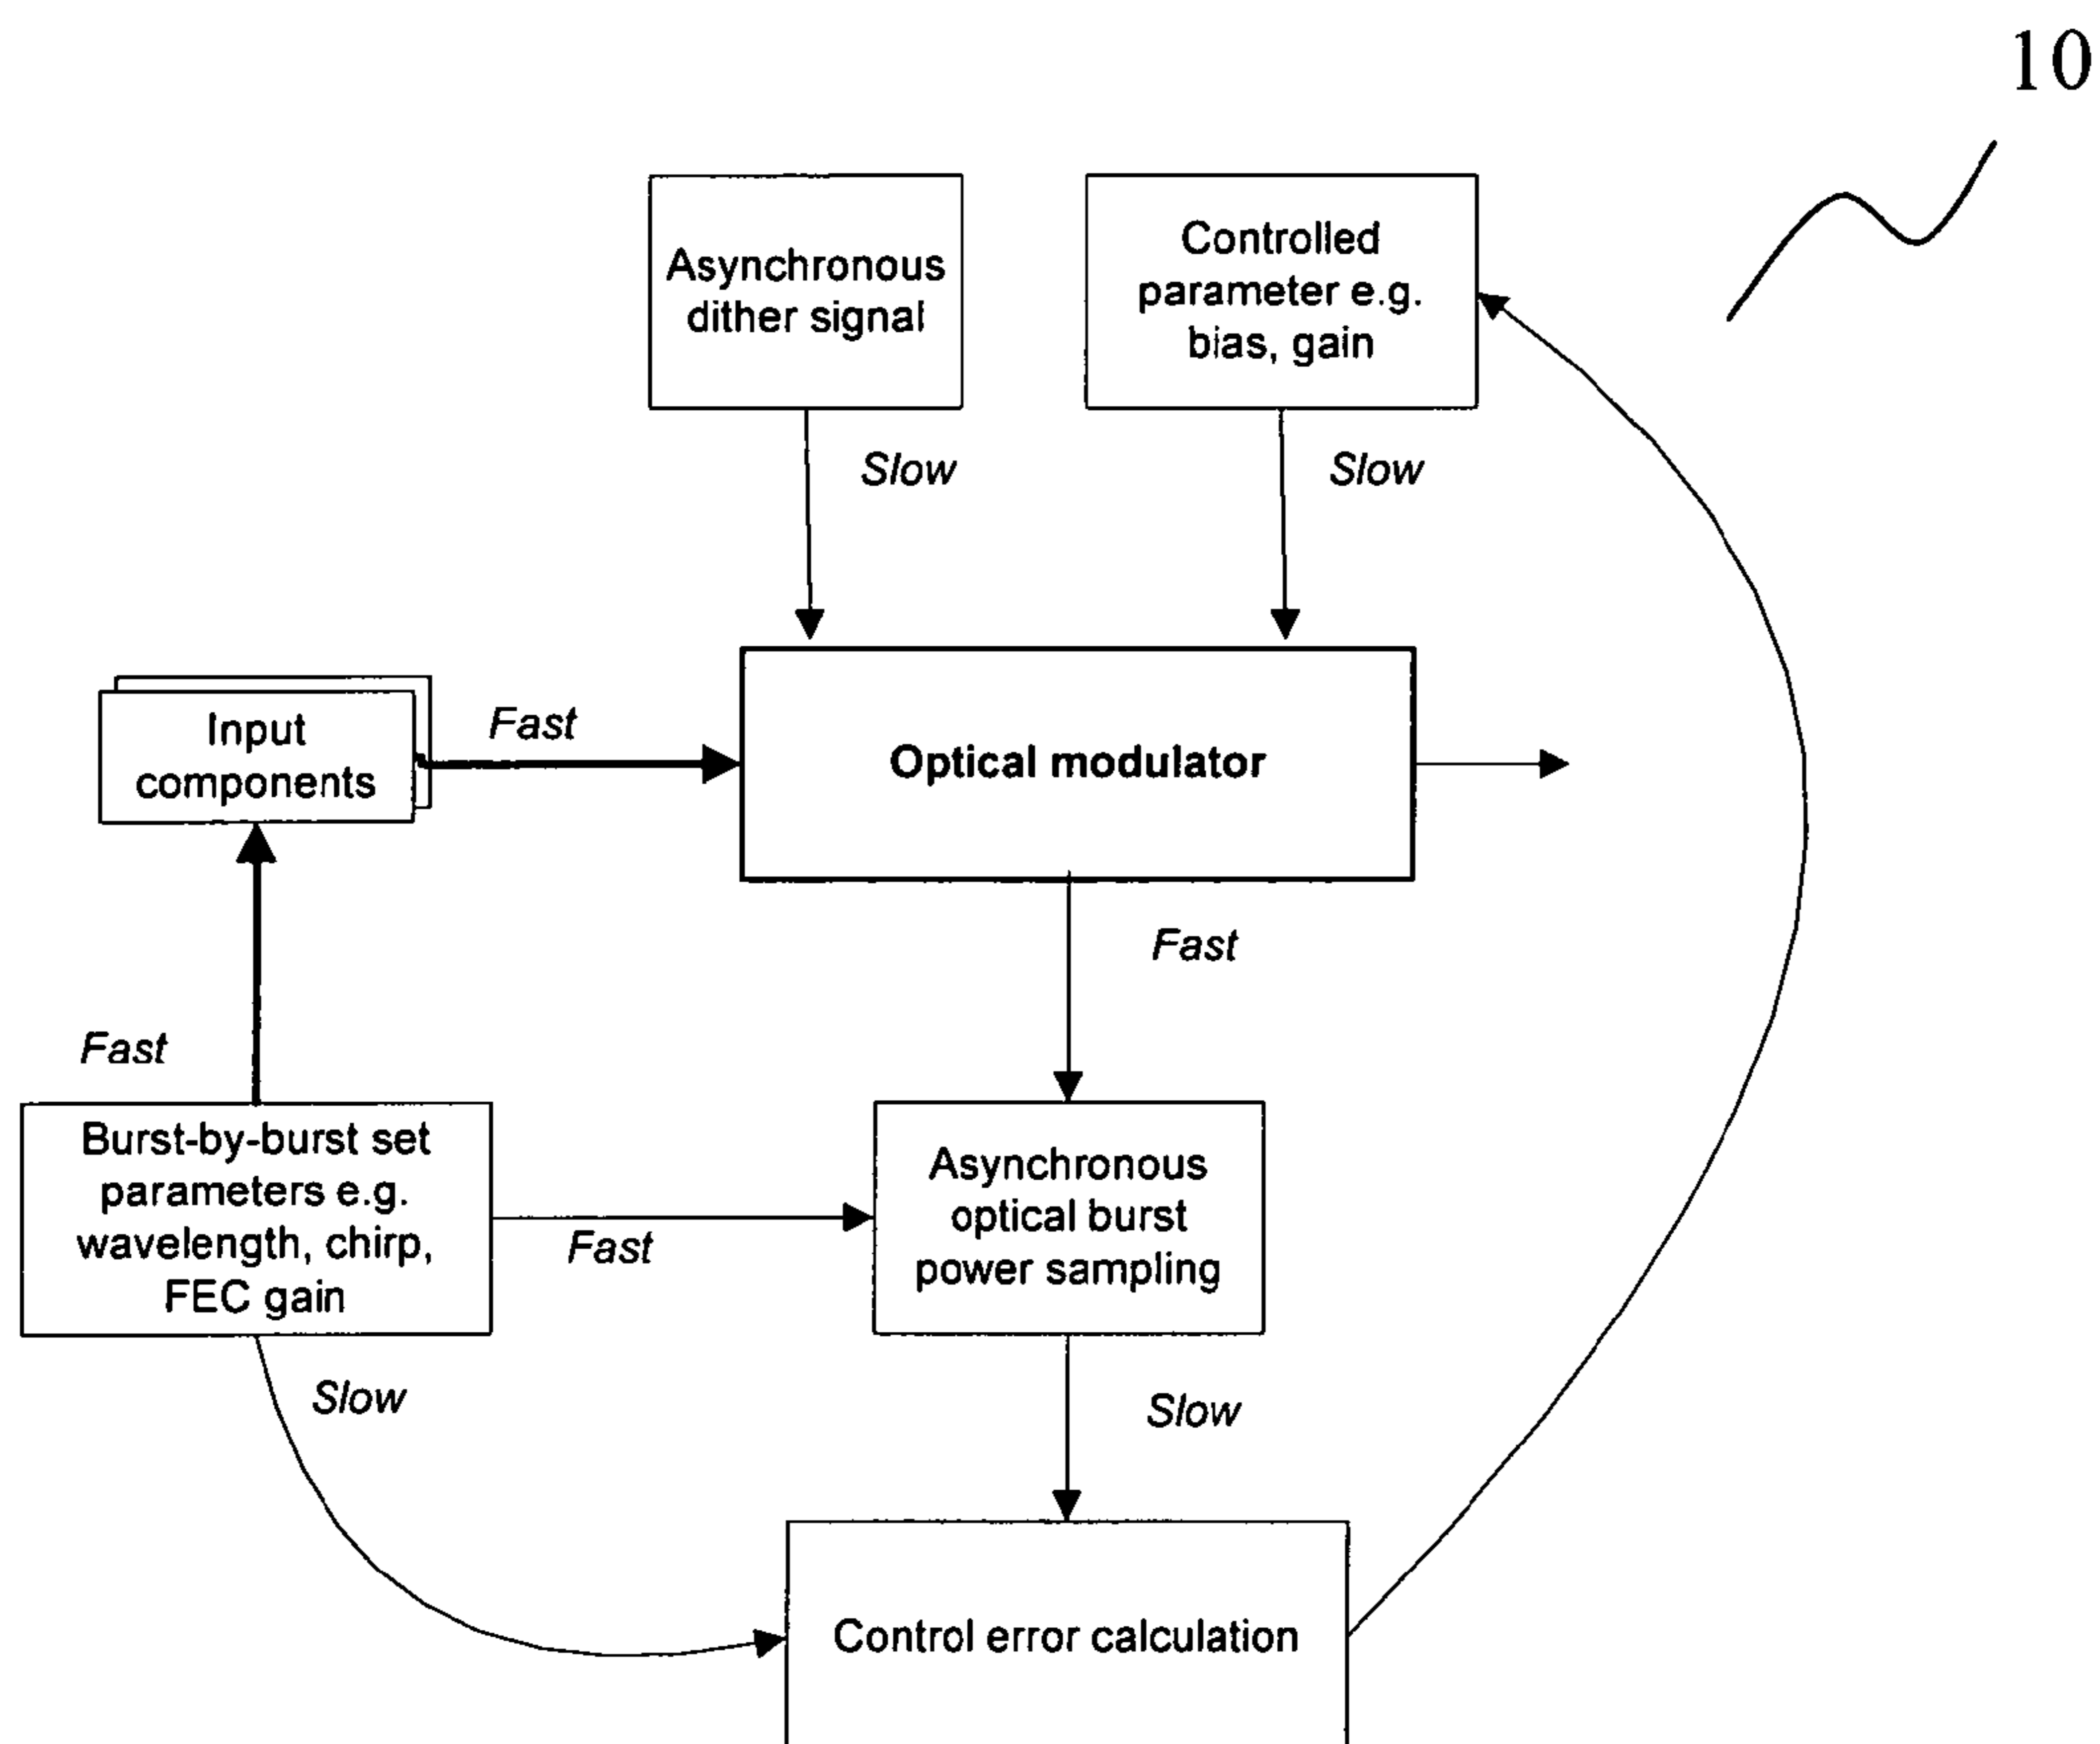 10
Asynchronous
dither signal
Controlled
parameter e.g.
bias, gain
Slow
Slow
Input
components
Fast
Optical modulator
Fast
Fast
Burst-by-burst set
parameters e.g.
wavelength, chirp,
FEC gain
Fast
Asynchronous
optical burst
power sampling
Slow
Slow
Control error calculation